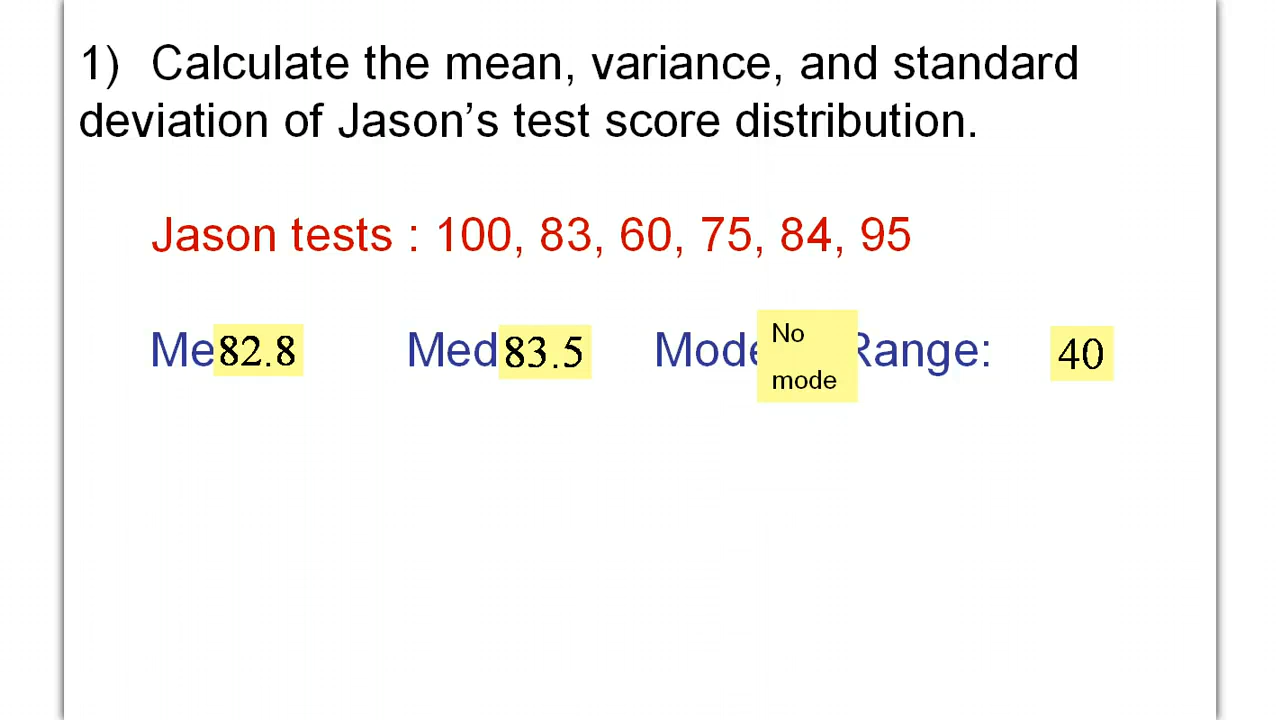 1) Calculate the mean, variance, and standard
deviation of Jason's test score distribution.
Jason tests : 100, 83, 60, 75, 84, 95
Me 82.8 Med 83.5 Mode No mode Range: 40